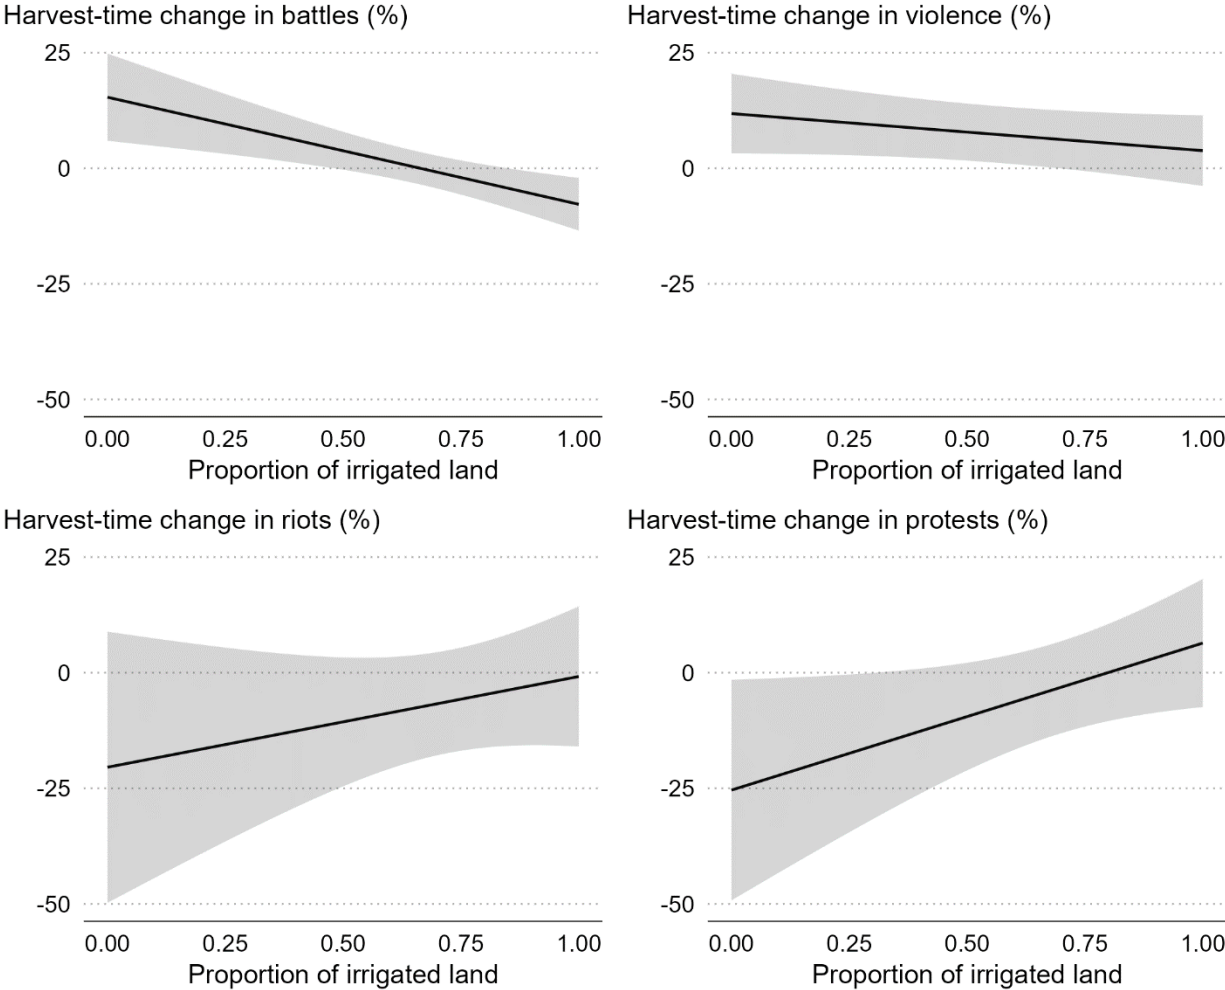 Harvest-time change in battles (%)
25
0
-25
-50
0.00 0.25 0.50 0.75 1.00
Proportion of irrigated land
Harvest-time change in violence (%)
25
0
-25
-50
0.00 0.25 0.50 0.75 1.00
Proportion of irrigated land
Harvest-time change in riots (%)
25
0
-25
-50
0.00 0.25 0.50 0.75 1.00
Proportion of irrigated land
Harvest-time change in protests (%)
25
0
-25
-50
0.00 0.25 0.50 0.75 1.00
Proportion of irrigated land